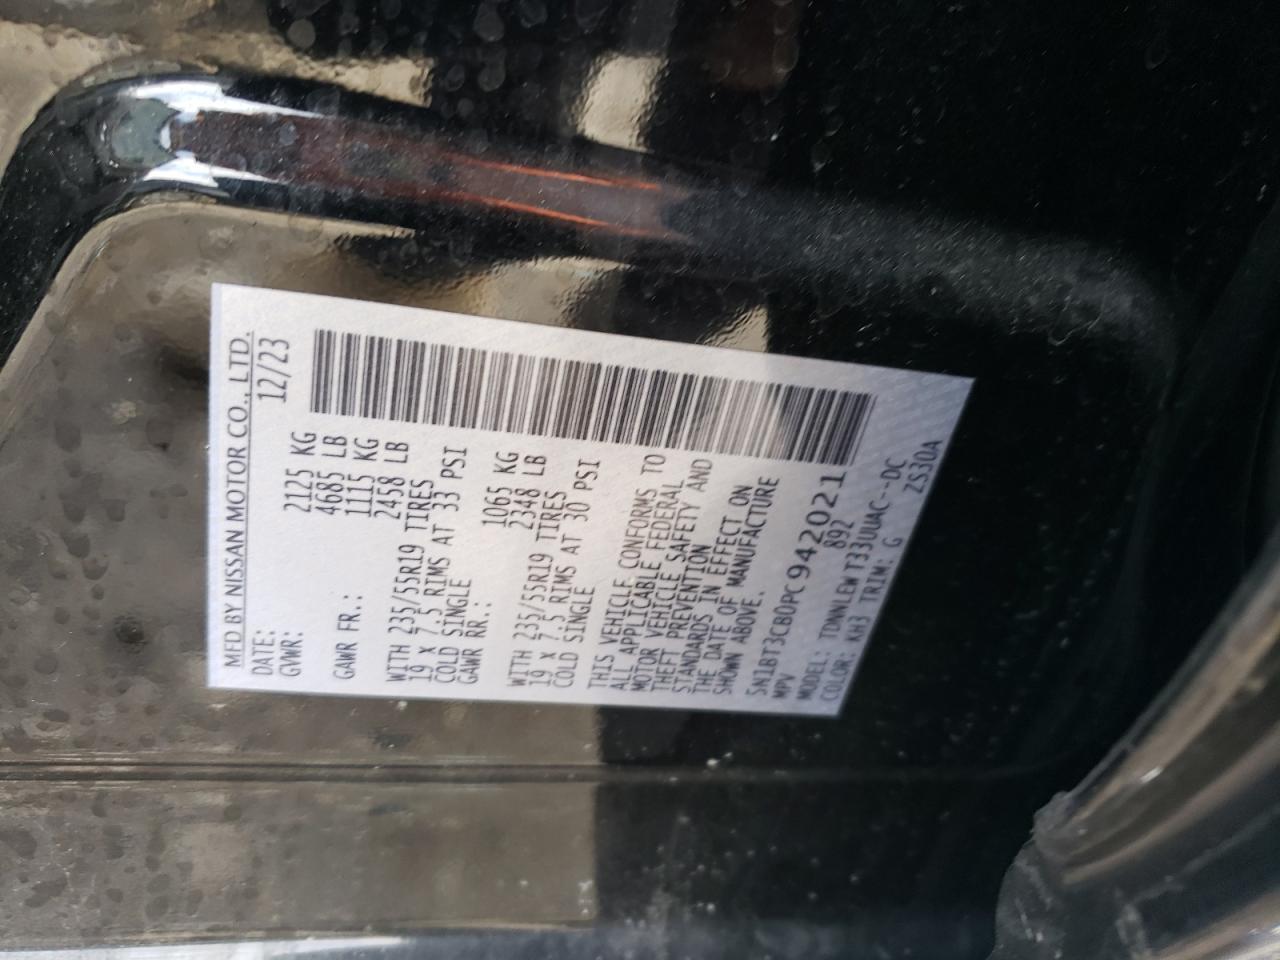 MFD BY NISSAN MOTOR CO., LTD.
DATE: 12/23
GVWR: 2125 KG
4685 LB
GAWR FR.: 1115 KG
2458 LB
WITH 235/55R19 TIRES
19 X 7.5 RIMS AT 33 PSI
COLD SINGLE
GAWR RR.: 1065 KG
2348 LB
WITH 235/55R19 TIRES
19 X 7.5 RIMS AT 30 PSI
COLD SINGLE
THIS VEHICLE CONFORMS TO
ALL APPLICABLE FEDERAL
MOTOR VEHICLE SAFETY AND
THEFT PREVENTION
STANDARDS IN EFFECT ON
THE DATE OF MANUFACTURE
SHOWN ABOVE.
5N1BT3CB0PC942021
MPV 892
MODEL: TONNLEW T33UUAC--DC
COLOR: KH3 TRIM: G ZS30A